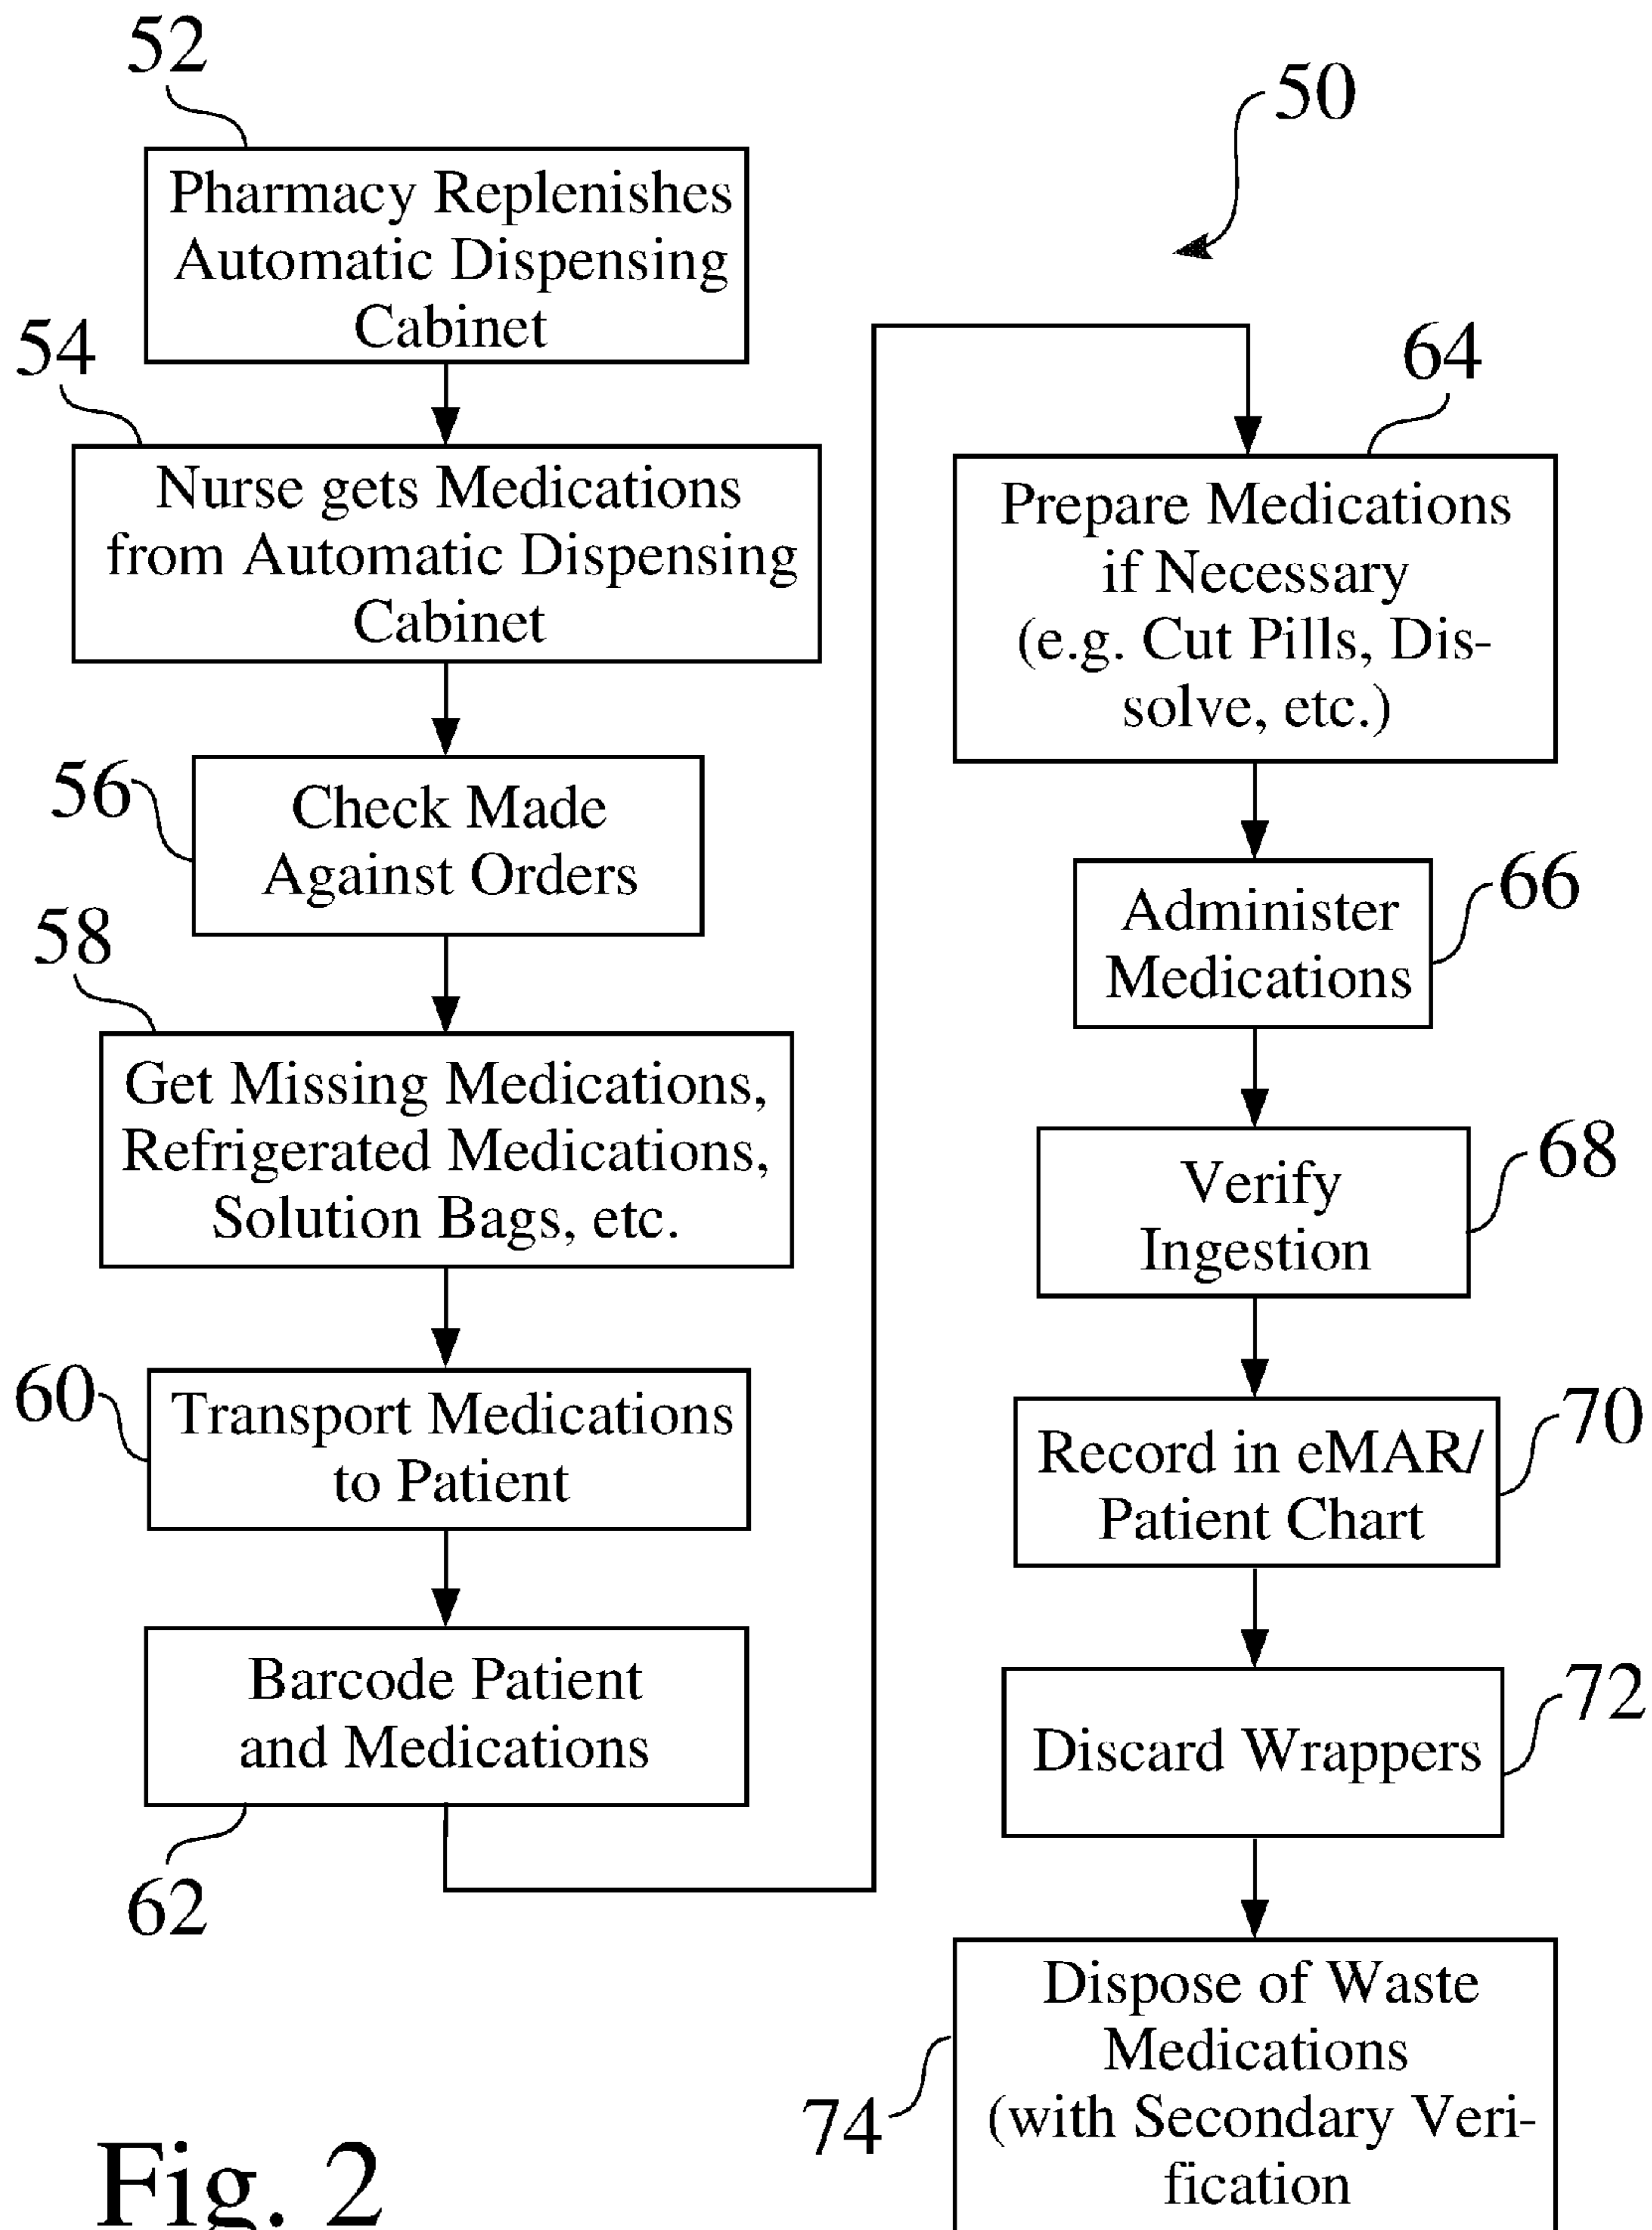 52
Pharmacy Replenishes
Automatic Dispensing
Cabinet
54
Nurse gets Medications
from Automatic Dispensing
Cabinet
56
Check Made
Against Orders
58
Get Missing Medications,
Refrigerated Medications,
Solution Bags, etc.
60
Transport Medications
to Patient
Barcode Patient
and Medications
62
50
64
Prepare Medications
if Necessary
(e.g. Cut Pills, Dis-
solve, etc.)
66
Administer
Medications
68
Verify
Ingestion
70
Record in eMAR/
Patient Chart
72
Discard Wrappers
74
Dispose of Waste
Medications
(with Secondary Veri-
fication
Fig. 2